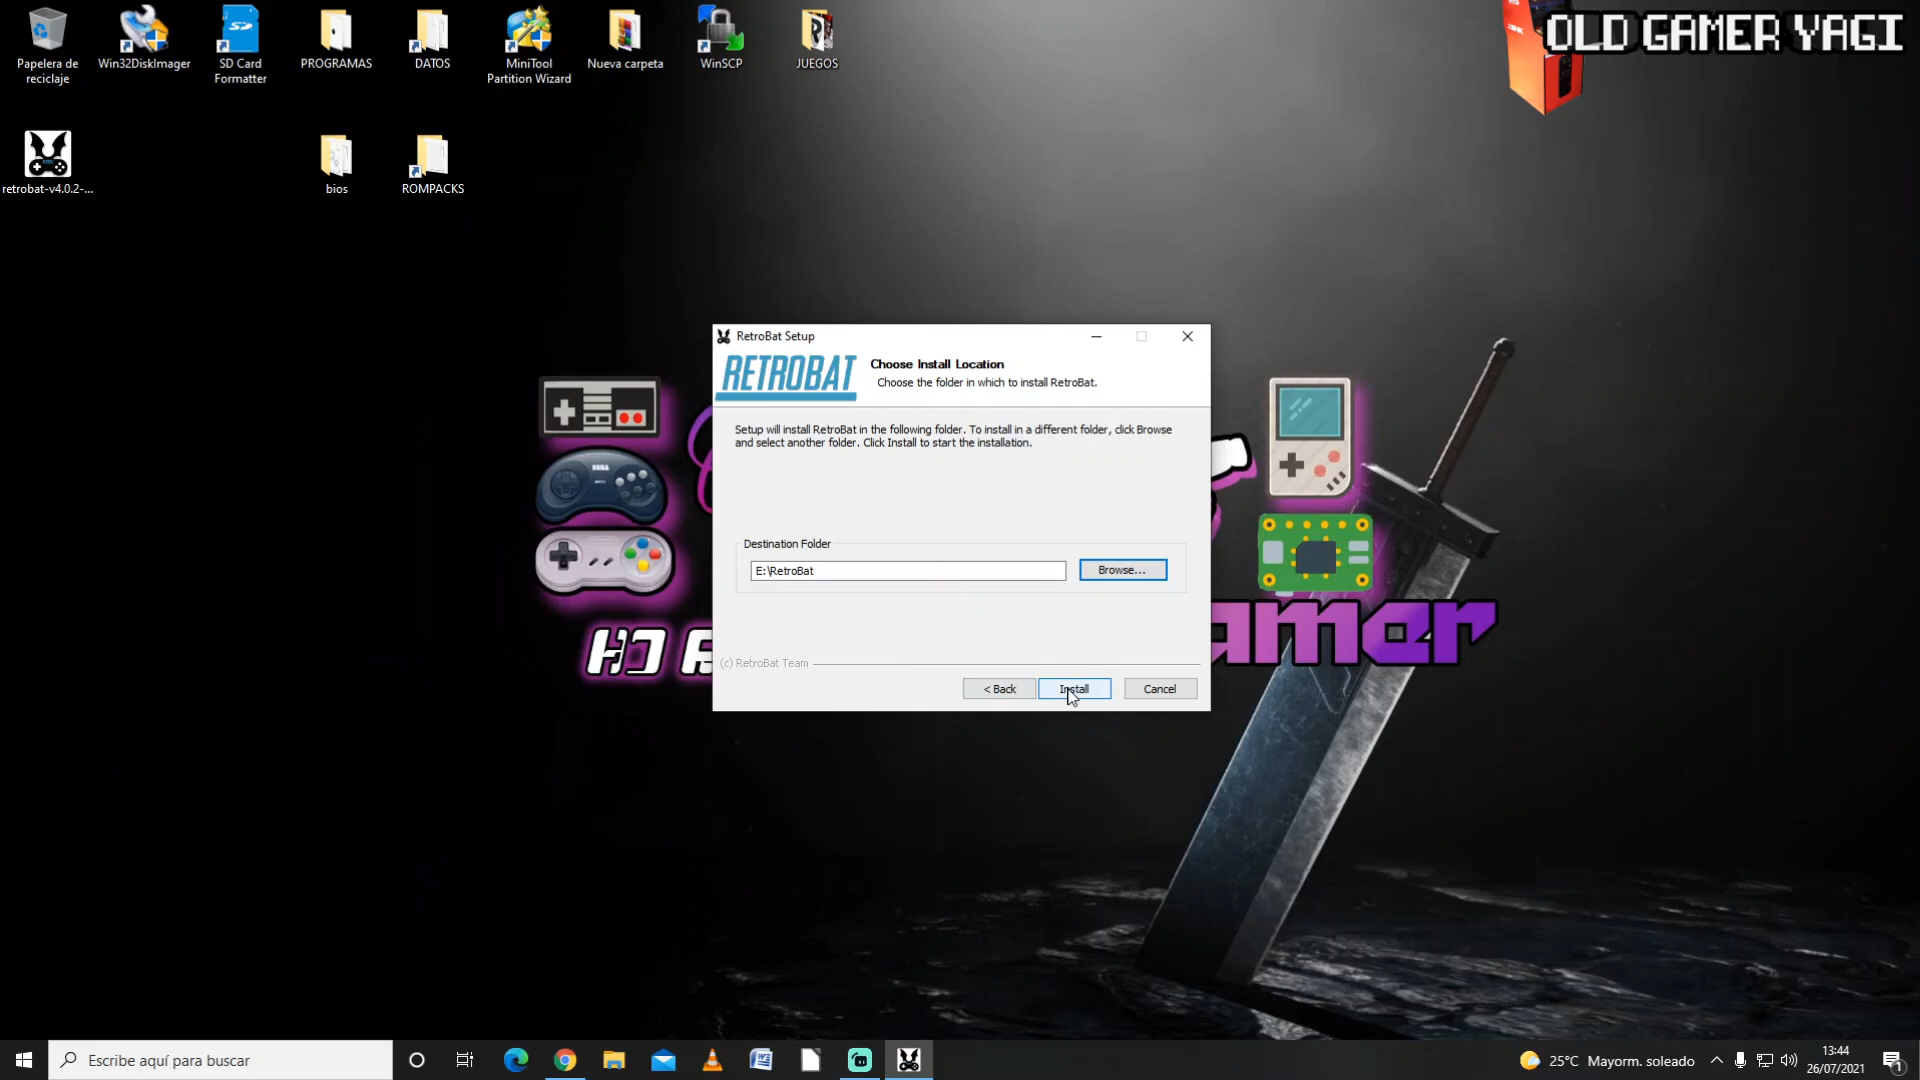 OLD GAMER YAGI
Papelera de
reciclaje
Win32DiskImager
SD Card
Formatter
PROGRAMAS
DATOS
MiniTool
Partition Wizard
Nueva carpeta
WinSCP
JUEGOS
retrobat-v4.0.2-...
bios
ROMPACKS
RetroBat Setup
RETROBAT
Choose Install Location
Choose the folder in which to install RetroBat.
Setup will install RetroBat in the following folder. To install in a different folder, click Browse
and select another folder. Click Install to start the installation.
Destination Folder
E:\RetroBat
Browse...
(c) RetroBat Team
< Back
Install
Cancel
SEGA
Escribe aquí para buscar
25°C Mayorm. soleado
13:44
26/07/2021
1